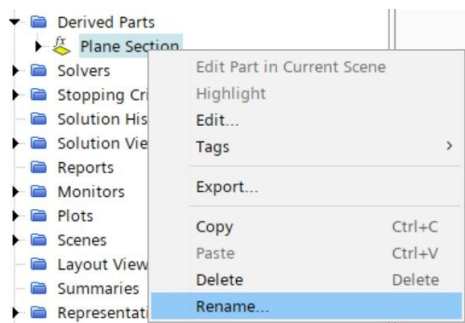 Derived Parts
fx
Plane Section
Solvers
Stopping Cri
Solution His
Solution Vie
Reports
Monitors
Plots
Scenes
Layout View
Summaries
Representati
Edit Part in Current Scene
Highlight
Edit...
Tags >
Export...
Copy Ctrl+C
Paste Ctrl+V
Delete Delete
Rename...